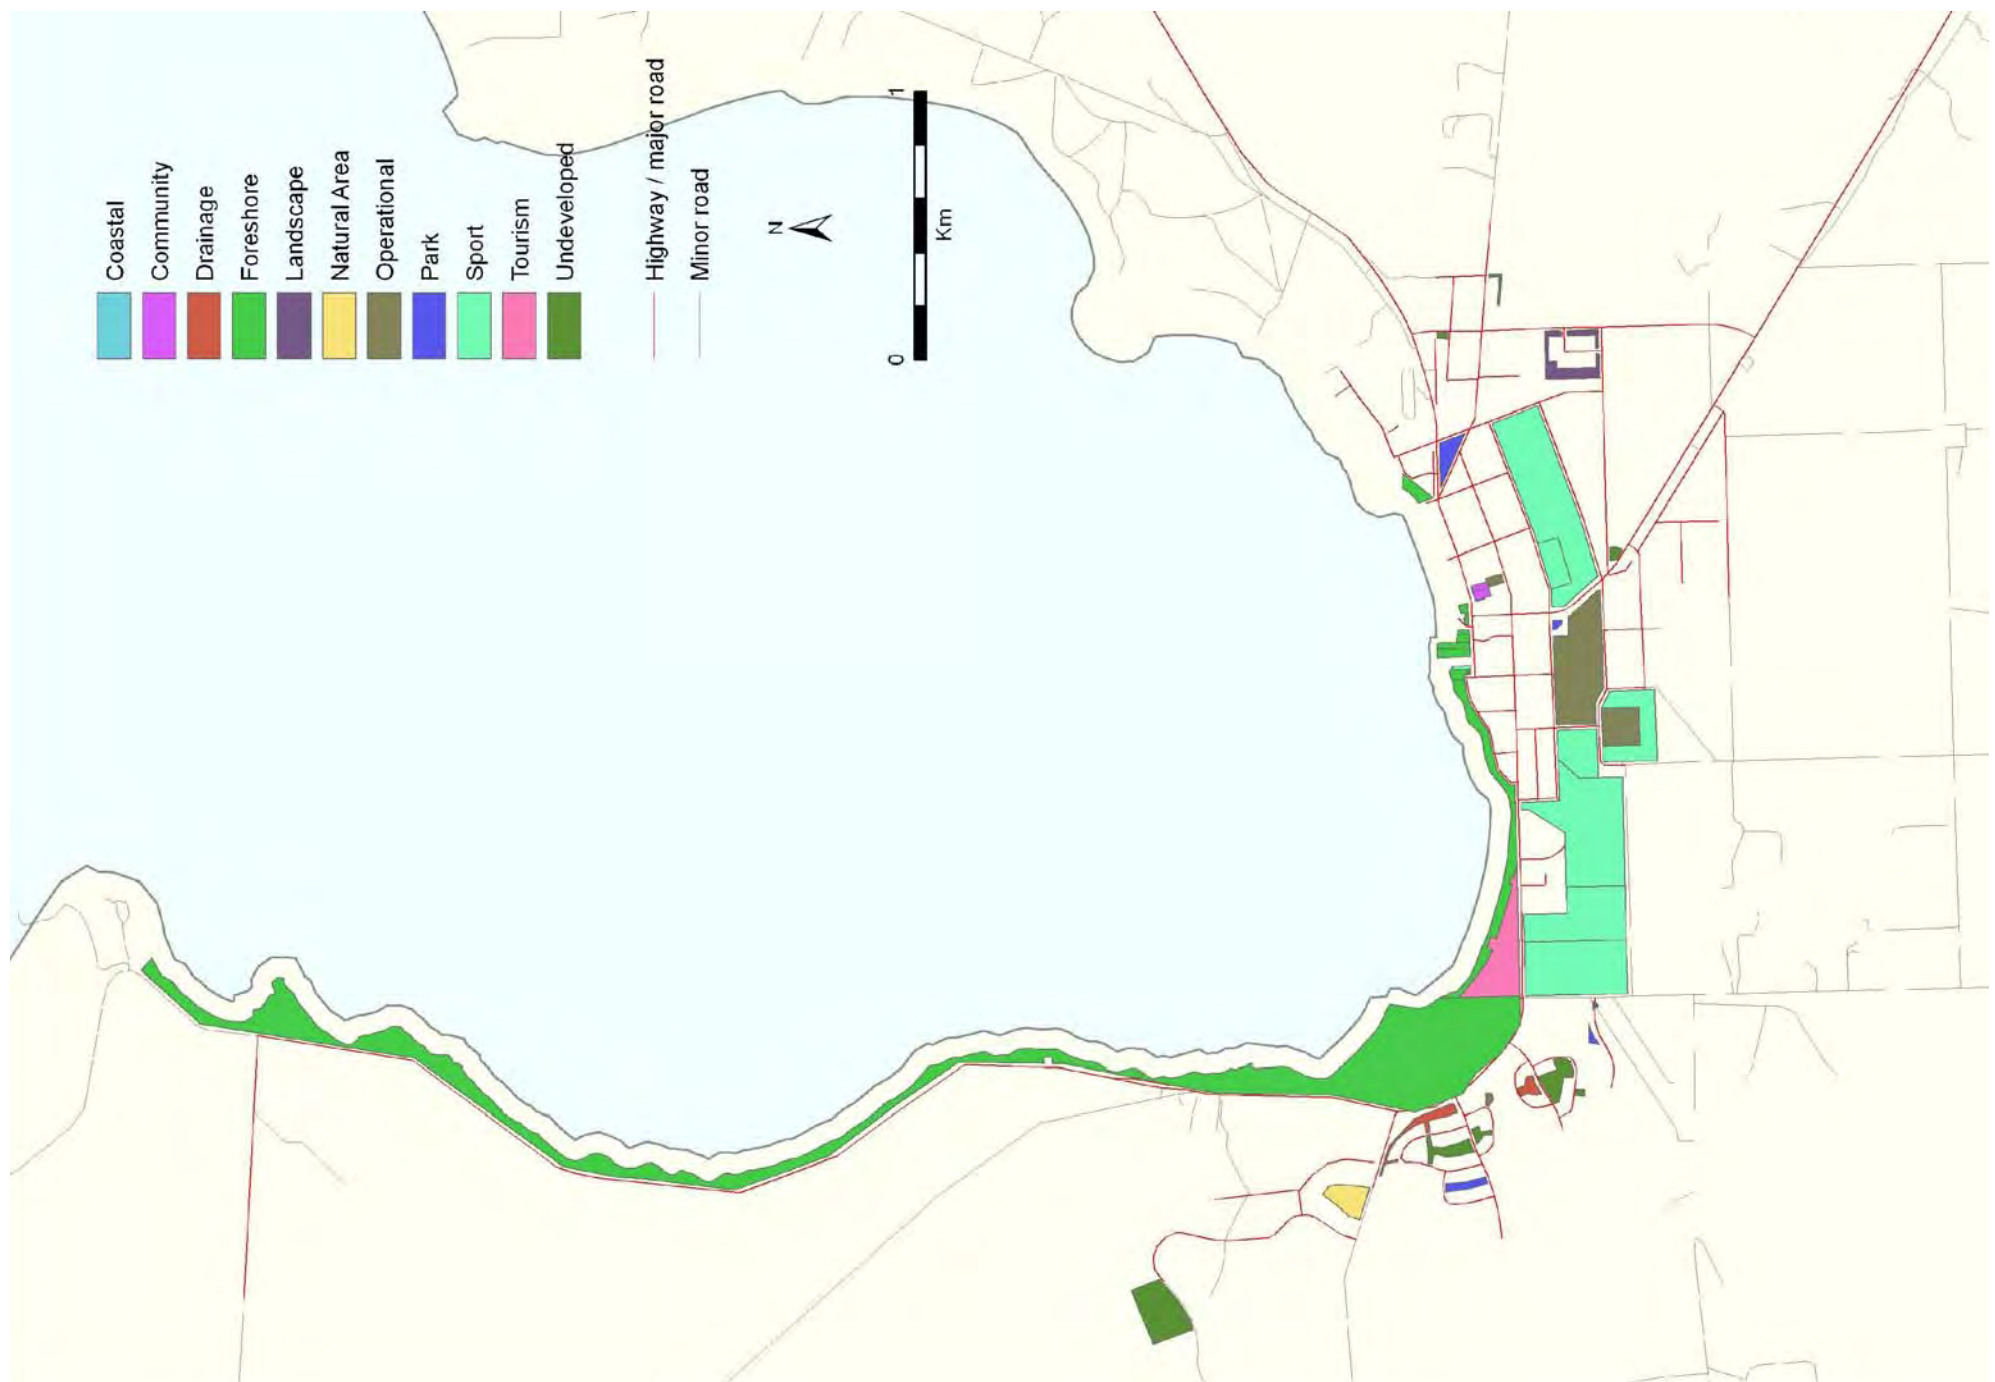 Coastal
Community
Drainage
Foreshore
Landscape
Natural Area
Operational
Park
Sport
Tourism
Undeveloped
Highway / major road
Minor road
N
0 1
Km